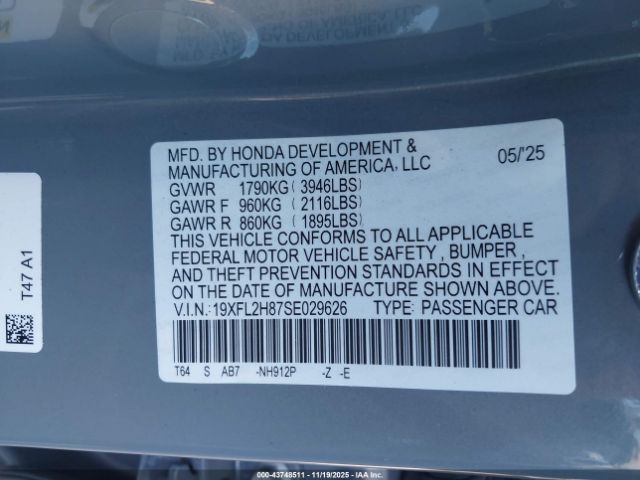 MFD. BY HONDA DEVELOPMENT & 05/'25
MANUFACTURING OF AMERICA, LLC
GVWR 1790KG ( 3946LBS)
GAWR F 960KG ( 2116LBS)
GAWR R 860KG ( 1895LBS)
THIS VEHICLE CONFORMS TO ALL APPLICABLE
FEDERAL MOTOR VEHICLE SAFETY , BUMPER ,
AND THEFT PREVENTION STANDARDS IN EFFECT
ON THE DATE OF MANUFACTURE SHOWN ABOVE.
V.I.N.: 19XFL2H87SE029626 TYPE: PASSENGER CAR
T64 S AB7 -NH912P -Z -E
T47 A1
000-43748511 - 11/19/2025 - IAA Inc.